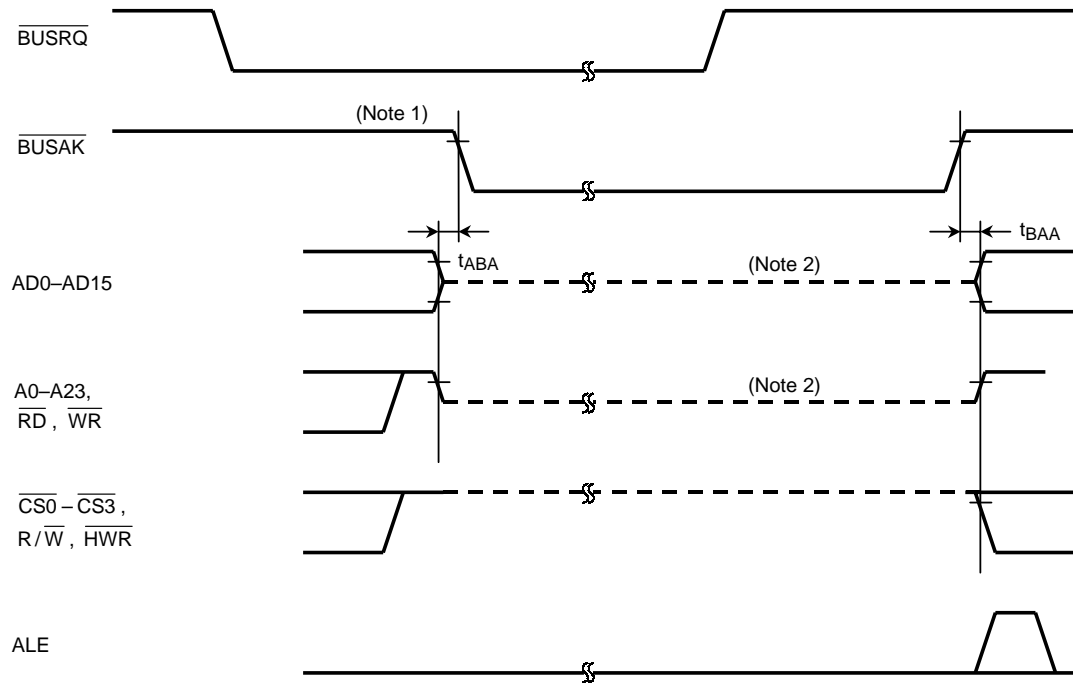 BUSRQ
(Note 1)
BUSAK
tABA
tBAA
AD0–AD15
(Note 2)
A0–A23,
RD , WR
(Note 2)
CS0 – CS3 ,
R / W , HWR
ALE